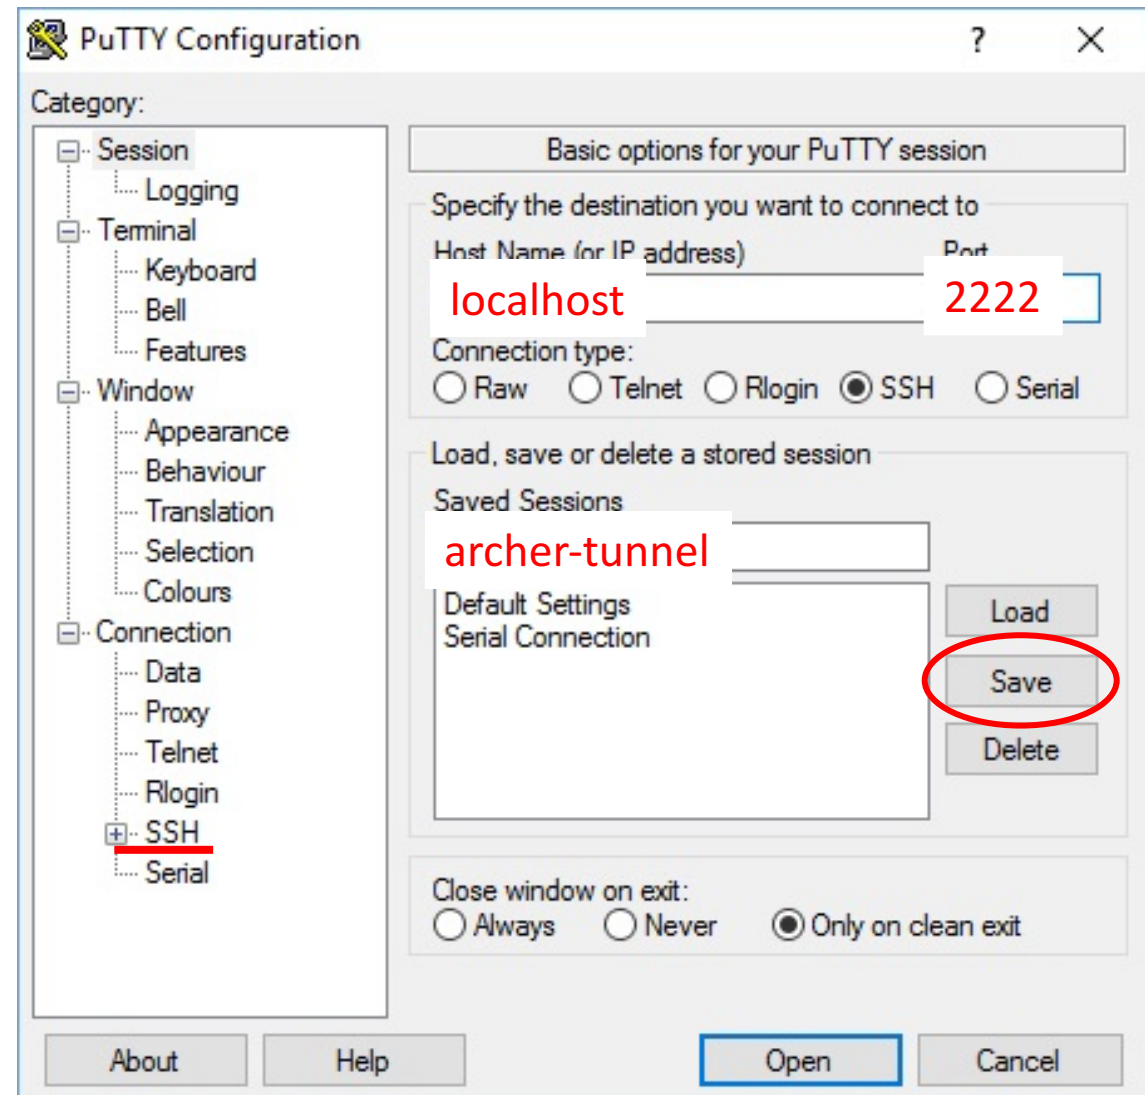 PuTTY Configuration
?
Category:
Session
Logging
Terminal
Keyboard
Bell
Features
Window
Appearance
Behaviour
Translation
Selection
Colours
Connection
Data
Proxy
Telnet
Rlogin
SSH
Serial
Basic options for your PuTTY session
Specify the destination you want to connect to
Host Name (or IP address) Port
localhost 2222
Connection type:
Raw Telnet Rlogin SSH Serial
Load, save or delete a stored session
Saved Sessions
archer-tunnel
Default Settings
Serial Connection
Load
Save
Delete
Close window on exit:
Always Never Only on clean exit
About Help Open Cancel